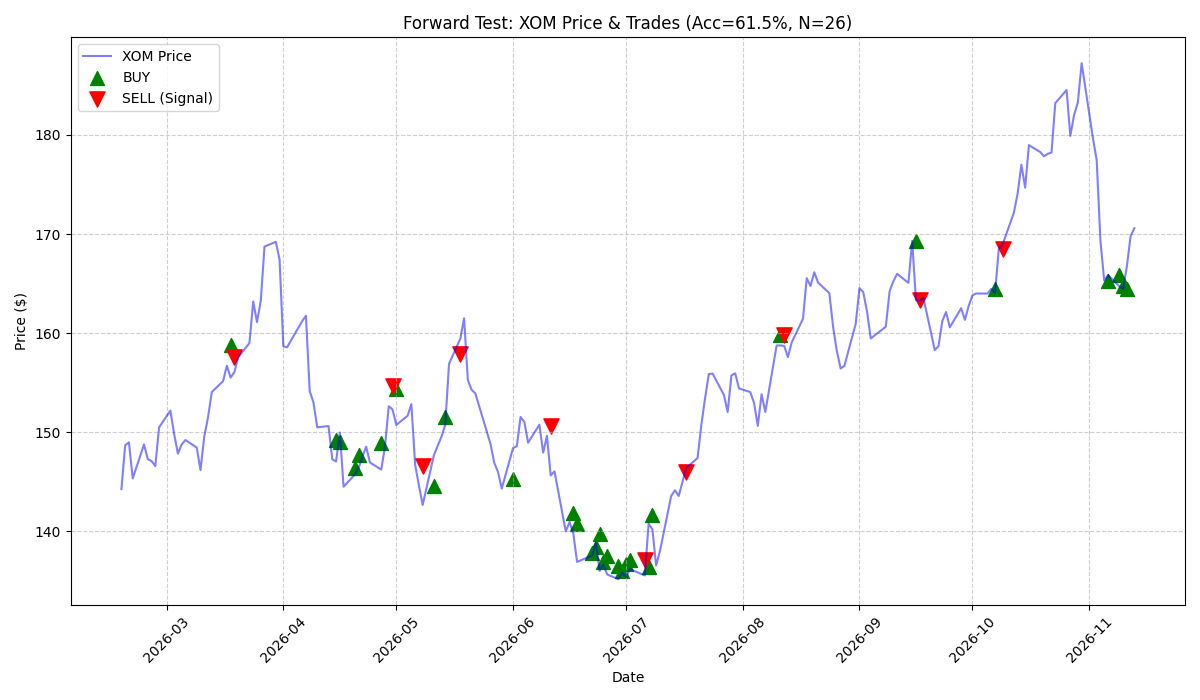 Forward Test: XOM Price & Trades (Acc=61.5%, N=26)
XOM Price
BUY
SELL (Signal)
Price ($)
180
170
160
150
140
2026-03
2026-04
2026-05
2026-06
2026-07
2026-08
2026-09
2026-10
2026-11
Date